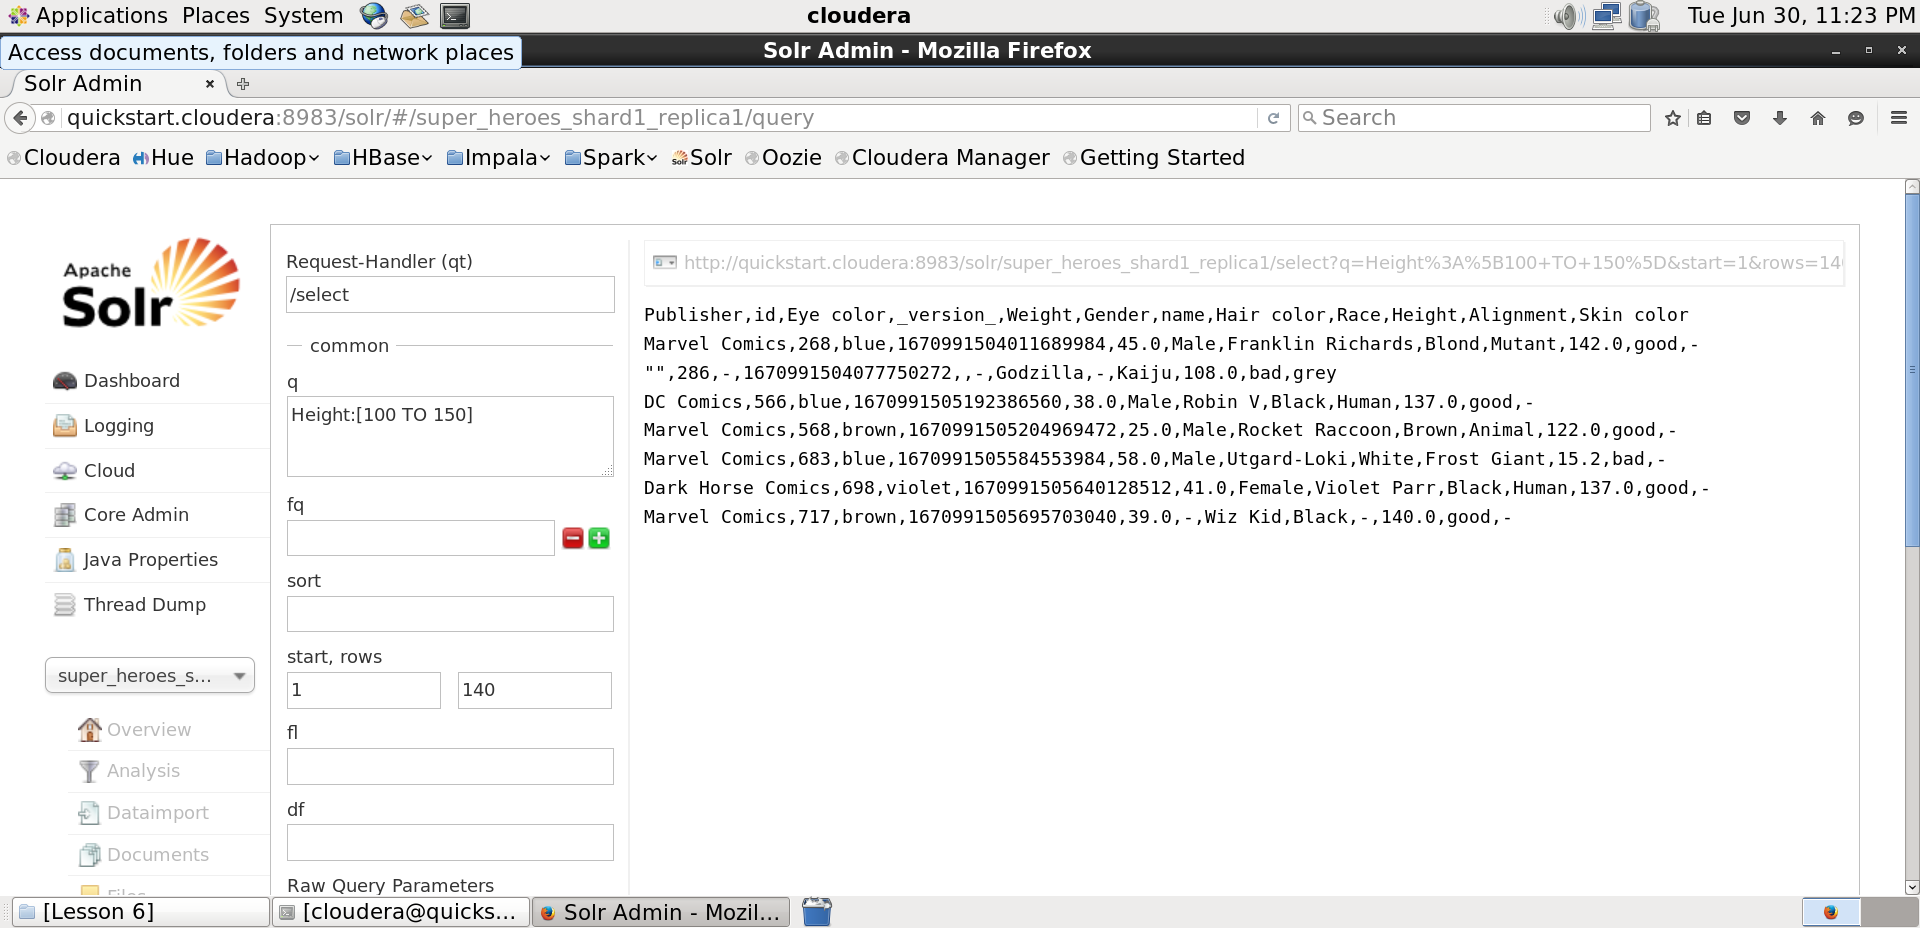 Applications Places System
cloudera
Tue Jun 30, 11:23 PM
Access documents, folders and network places
Solr Admin - Mozilla Firefox
Solr Admin
quickstart.cloudera:8983/solr/#/super_heroes_shard1_replica1/query
Search
Cloudera Hue Hadoop HBase Impala Spark Solr Oozie Cloudera Manager Getting Started
Apache
Solr
Dashboard
Logging
Cloud
Core Admin
Java Properties
Thread Dump
super_heroes_s...
Overview
Analysis
Dataimport
Documents
Files
Request-Handler (qt)
/select
common
q
Height:[100 TO 150]
fq
sort
start, rows
1 140
fl
df
Raw Query Parameters
http://quickstart.cloudera:8983/solr/super_heroes_shard1_replica1/select?q=Height%3A%5B100+TO+150%5D&start=1&rows=140
Publisher,id,Eye color,_version_,Weight,Gender,name,Hair color,Race,Height,Alignment,Skin color
Marvel Comics,268,blue,1670991504011689984,45.0,Male,Franklin Richards,Blond,Mutant,142.0,good,-
"",286,-,1670991504077750272,,-,Godzilla,-,Kaiju,108.0,bad,grey
DC Comics,566,blue,1670991505192386560,38.0,Male,Robin V,Black,Human,137.0,good,-
Marvel Comics,568,brown,1670991505204969472,25.0,Male,Rocket Raccoon,Brown,Animal,122.0,good,-
Marvel Comics,683,blue,1670991505584553984,58.0,Male,Utgard-Loki,White,Frost Giant,15.2,bad,-
Dark Horse Comics,698,violet,1670991505640128512,41.0,Female,Violet Parr,Black,Human,137.0,good,-
Marvel Comics,717,brown,1670991505695703040,39.0,-,Wiz Kid,Black,-,140.0,good,-
[Lesson 6]
[cloudera@quicks...
Solr Admin - Mozil...